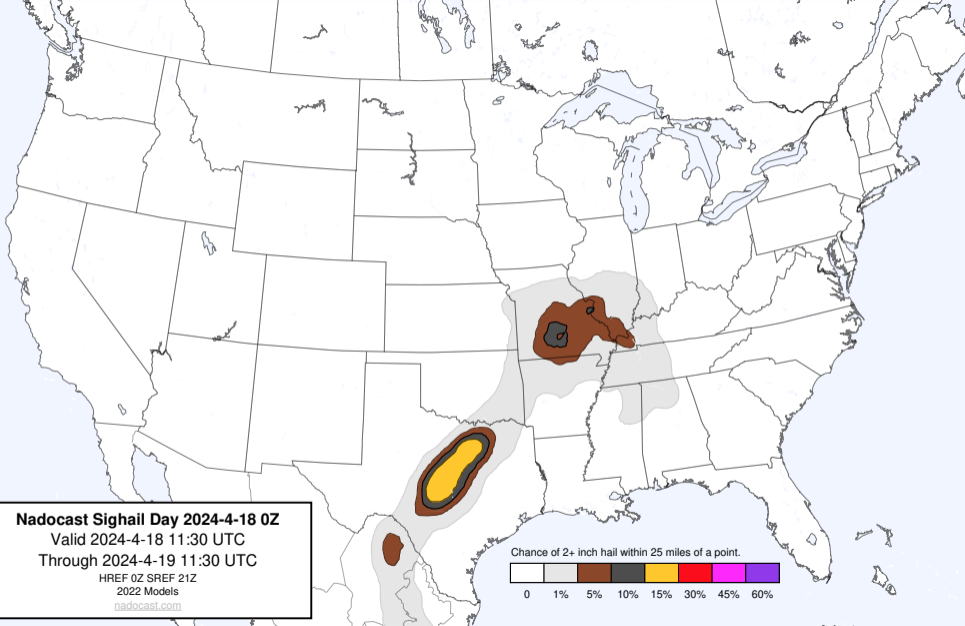 Nadocast Sighail Day 2024-4-18 0Z
Valid 2024-4-18 11:30 UTC
Through 2024-4-19 11:30 UTC
HREF 0Z SREF 21Z
2022 Models
nadocast.com
Chance of 2+ inch hail within 25 miles of a point.
0 1% 5% 10% 15% 30% 45% 60%